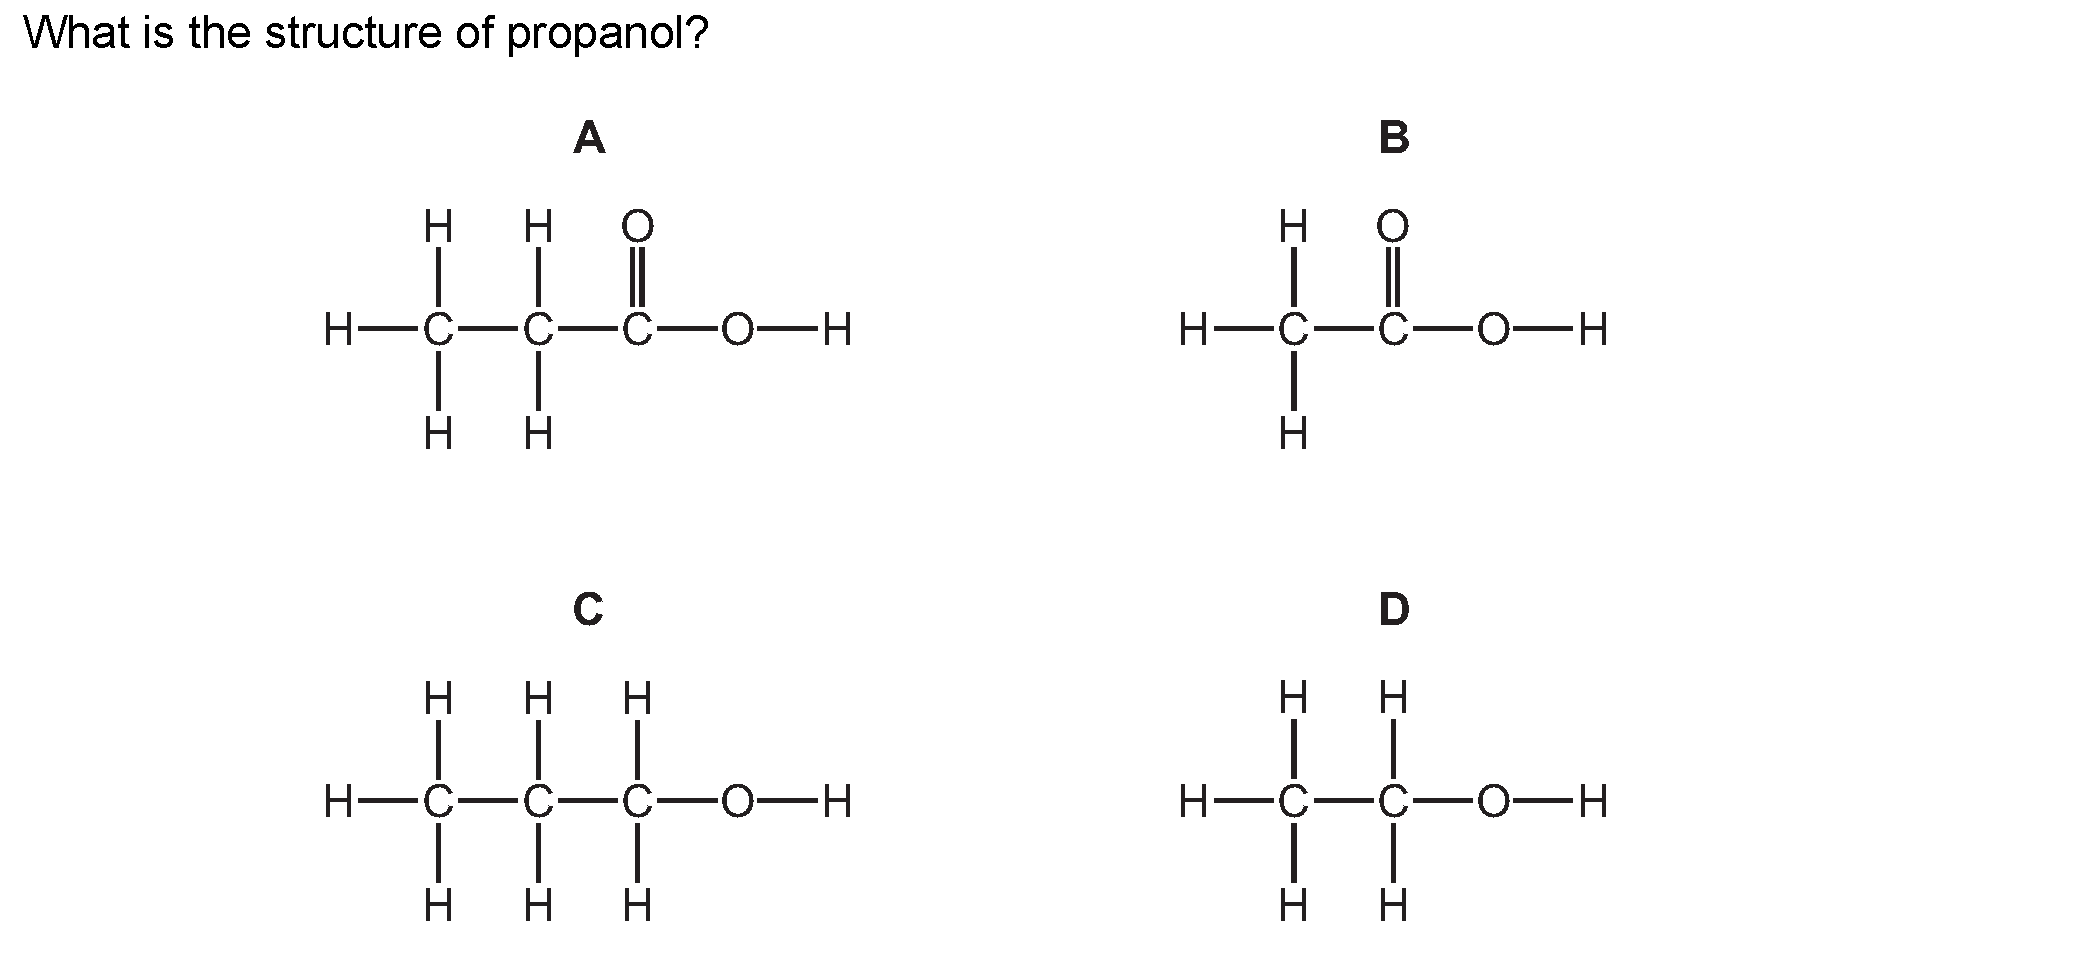 What is the structure of propanol?
A B
H H O H O
H C C C O H H C C O H
H H H
C D
H H H H H
H C C C O H H C C O H
H H H H H